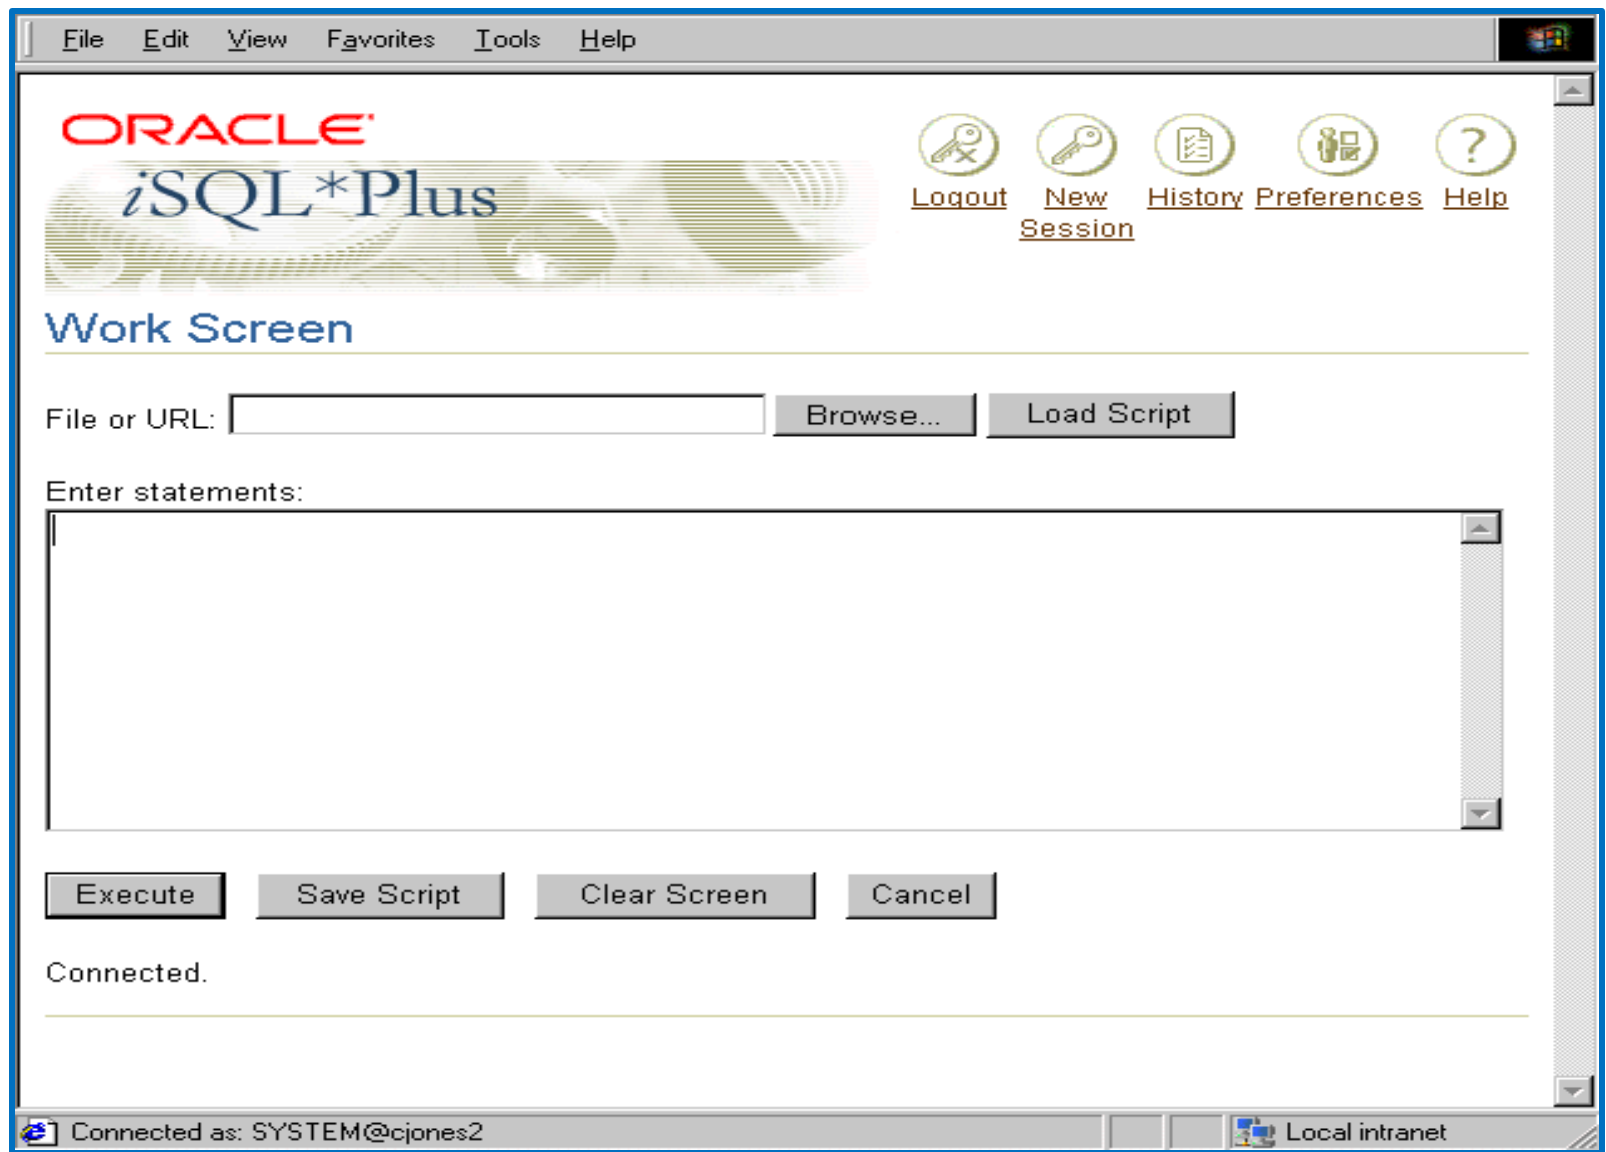 File Edit View Favorites Tools Help
ORACLE
iSQL*Plus
Logout New Session History Preferences Help
Work Screen
File or URL: Browse... Load Script
Enter statements:
Execute Save Script Clear Screen Cancel
Connected.
Connected as: SYSTEM@cjones2 Local intranet